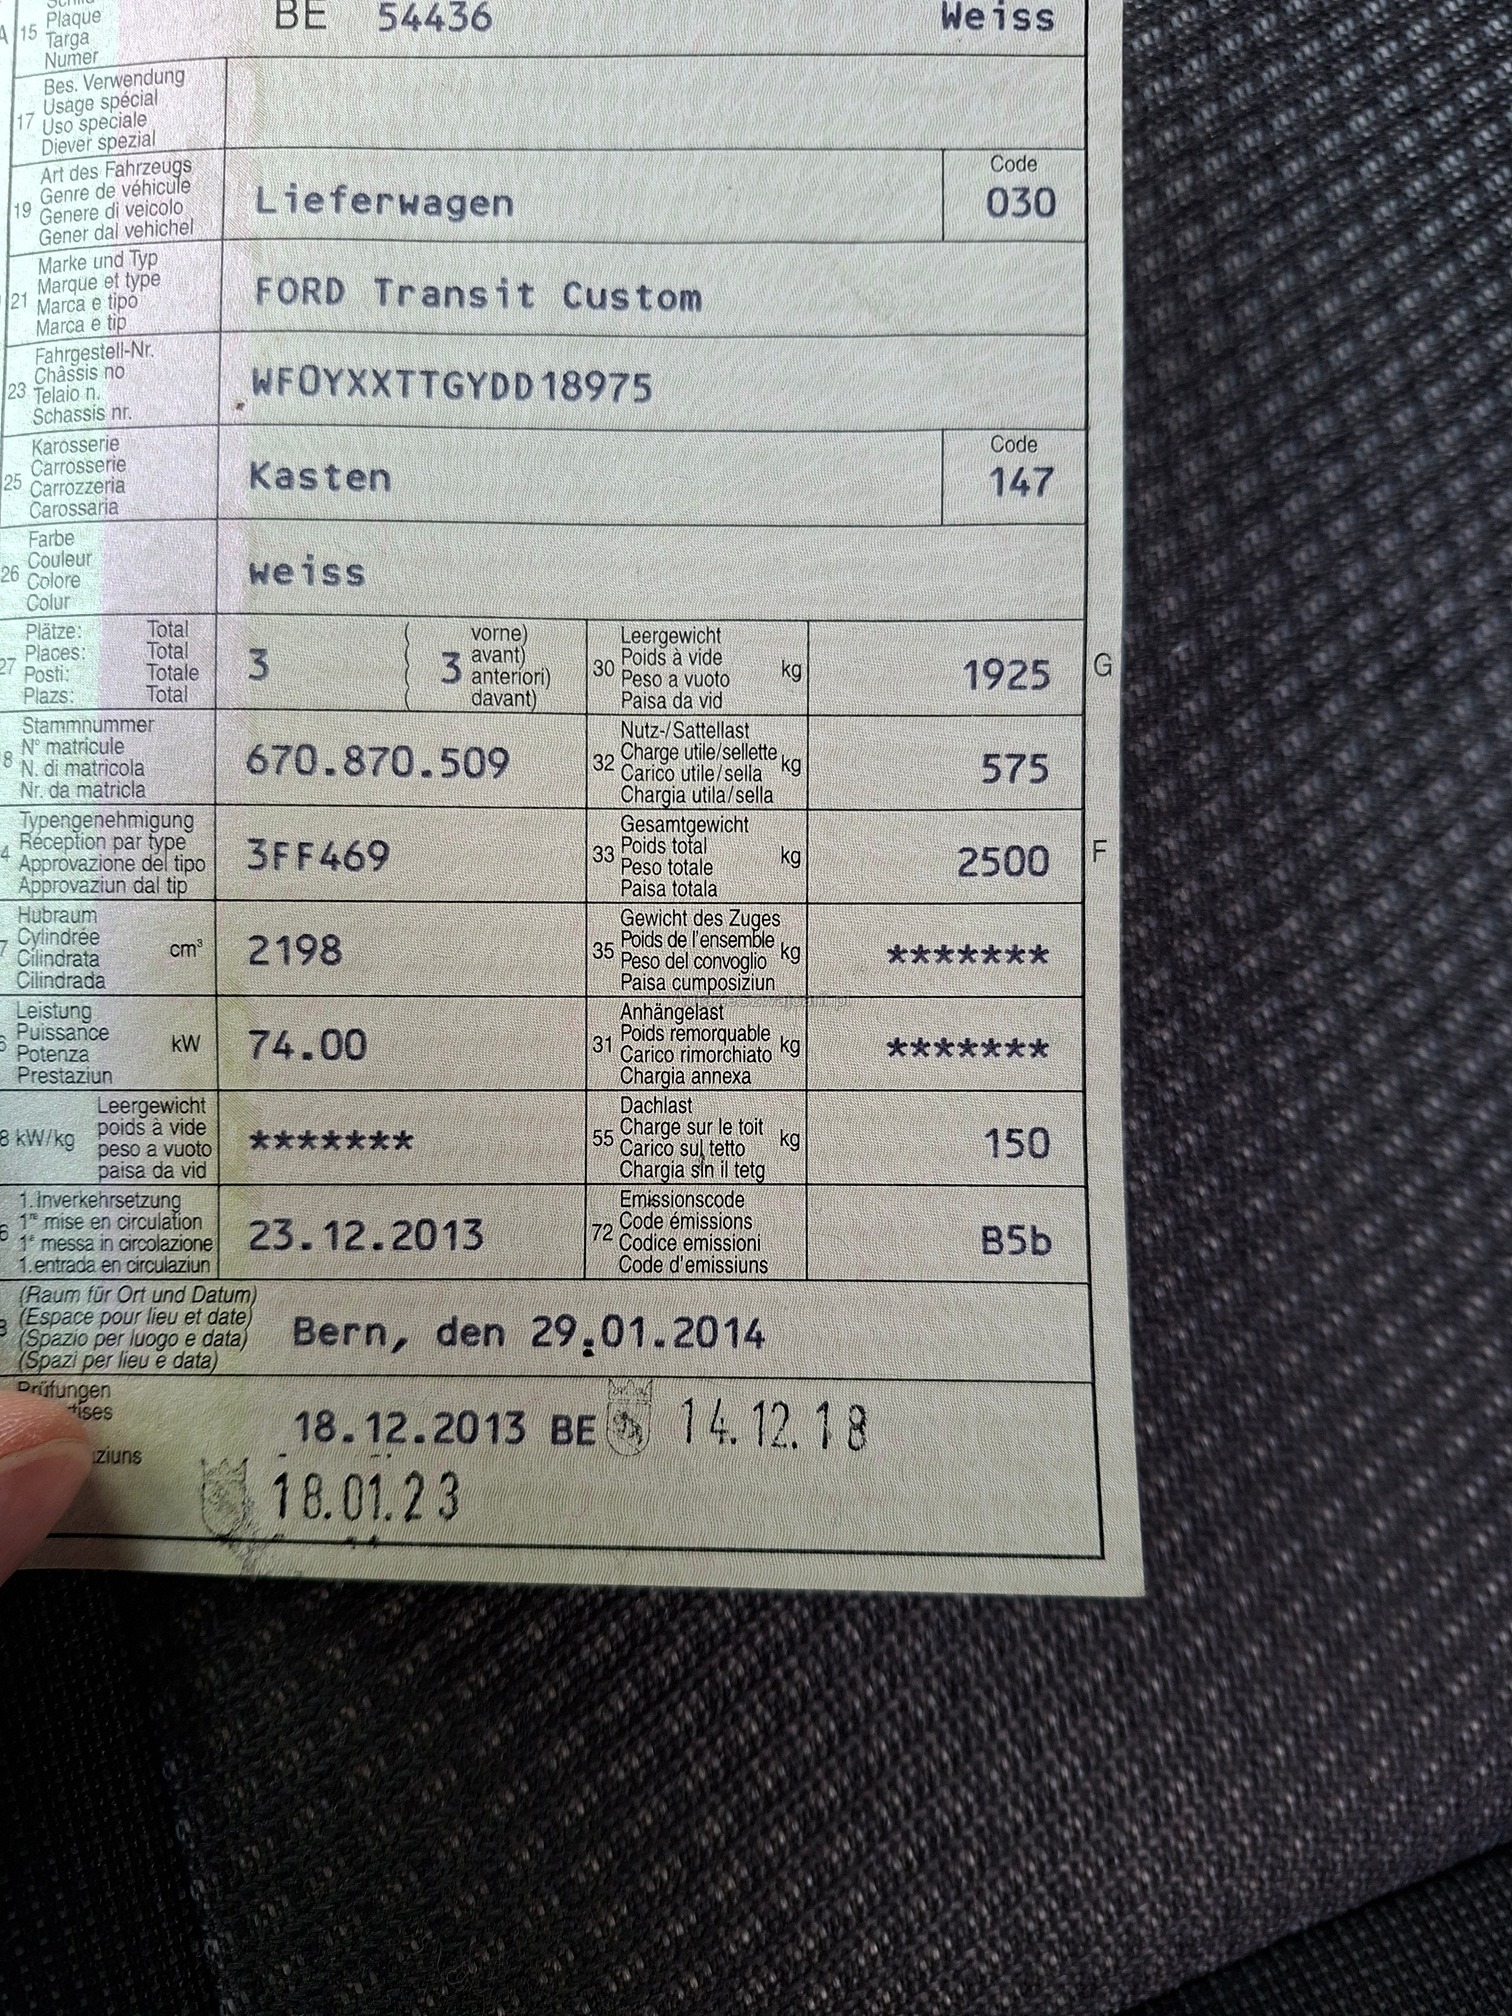 A 15 Plaque BE 54436 Weiss
Targa
Numer
17 Bes. Verwendung
Usage spécial
Uso speciale
Diever spezial
19 Art des Fahrzeugs
Genre de véhicule
Genere di veicolo
Gener dal vehichel
Lieferwagen
Code
030
21 Marke und Typ
Marque et type
Marca e tipo
Marca e tip
FORD Transit Custom
23 Fahrgestell-Nr.
Châssis no
Telaio n.
Schassis nr.
WF0YXXTTGYDD18975
25 Karosserie
Carrosserie
Carrozzeria
Carossaria
Kasten
Code
147
26 Farbe
Couleur
Colore
Colur
weiss
27 Plätze: Total
Places: Total
Posti: Totale
Plazs: Total
3
( 3 vorne)
avant)
anteriori)
davant)
30 Leergewicht
Poids à vide
Peso a vuoto
Paisa da vid
kg
1925 G
8 Stammnummer
N° matricule
N. di matricola
Nr. da matricla
670.870.509
32 Nutz-/Sattellast
Charge utile/sellette
Carico utile/sella
Chargia utila/sella
kg
575
4 Typengenehmigung
Réception par type
Approvazione del tipo
Approvaziun dal tip
3FF469
33 Gesamtgewicht
Poids total
Peso totale
Paisa totala
kg
2500 F
7 Hubraum
Cylindrée
Cilindrata
Cilindrada
cm³
2198
35 Gewicht des Zuges
Poids de l'ensemble
Peso del convoglio
Paisa cumposiziun
kg
*******
6 Leistung
Puissance
Potenza
Prestaziun
kW
74.00
31 Anhängelast
Poids remorquable
Carico rimorchiato
Chargia annexa
kg
*******
8 kW/kg Leergewicht
poids à vide
peso a vuoto
paisa da vid
*******
55 Dachlast
Charge sur le toit
Carico sul tetto
Chargia sin il tetg
kg
150
6 1. Inverkehrsetzung
1re mise en circulation
1a messa in circolazione
1. entrada en circulaziun
23.12.2013
72 Emissionscode
Code émissions
Codice emissioni
Code d'emissiuns
B5b
(Raum für Ort und Datum)
(Espace pour lieu et date)
(Spazio per luogo e data)
(Spazi per lieu e data)
Bern, den 29.01.2014
Prüfungen
18.12.2013 BE 14.12.18
18.01.23